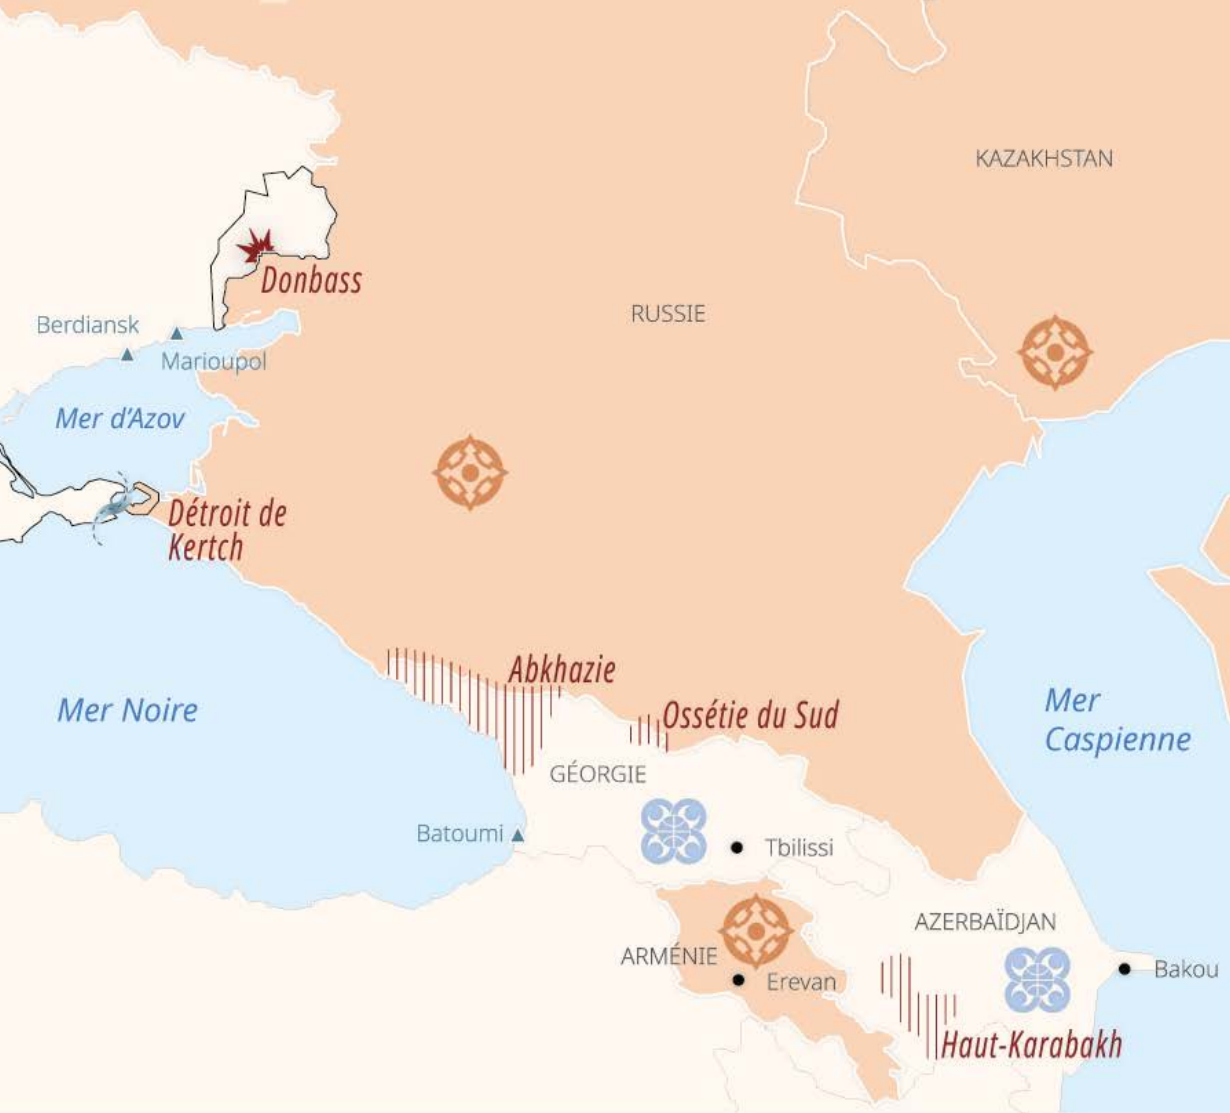 KAZAKHSTAN
Donbass
RUSSIE
Berdiansk
Marioupol
Mer d'Azov
Détroit de
Kertch
Abkhazie
Mer Noire
Ossétie du Sud
Mer
Caspienne
GÉORGIE
Batoumi
Tbilissi
AZERBAÏDJAN
ARMÉNIE
Bakou
Erevan
Haut-Karabakh